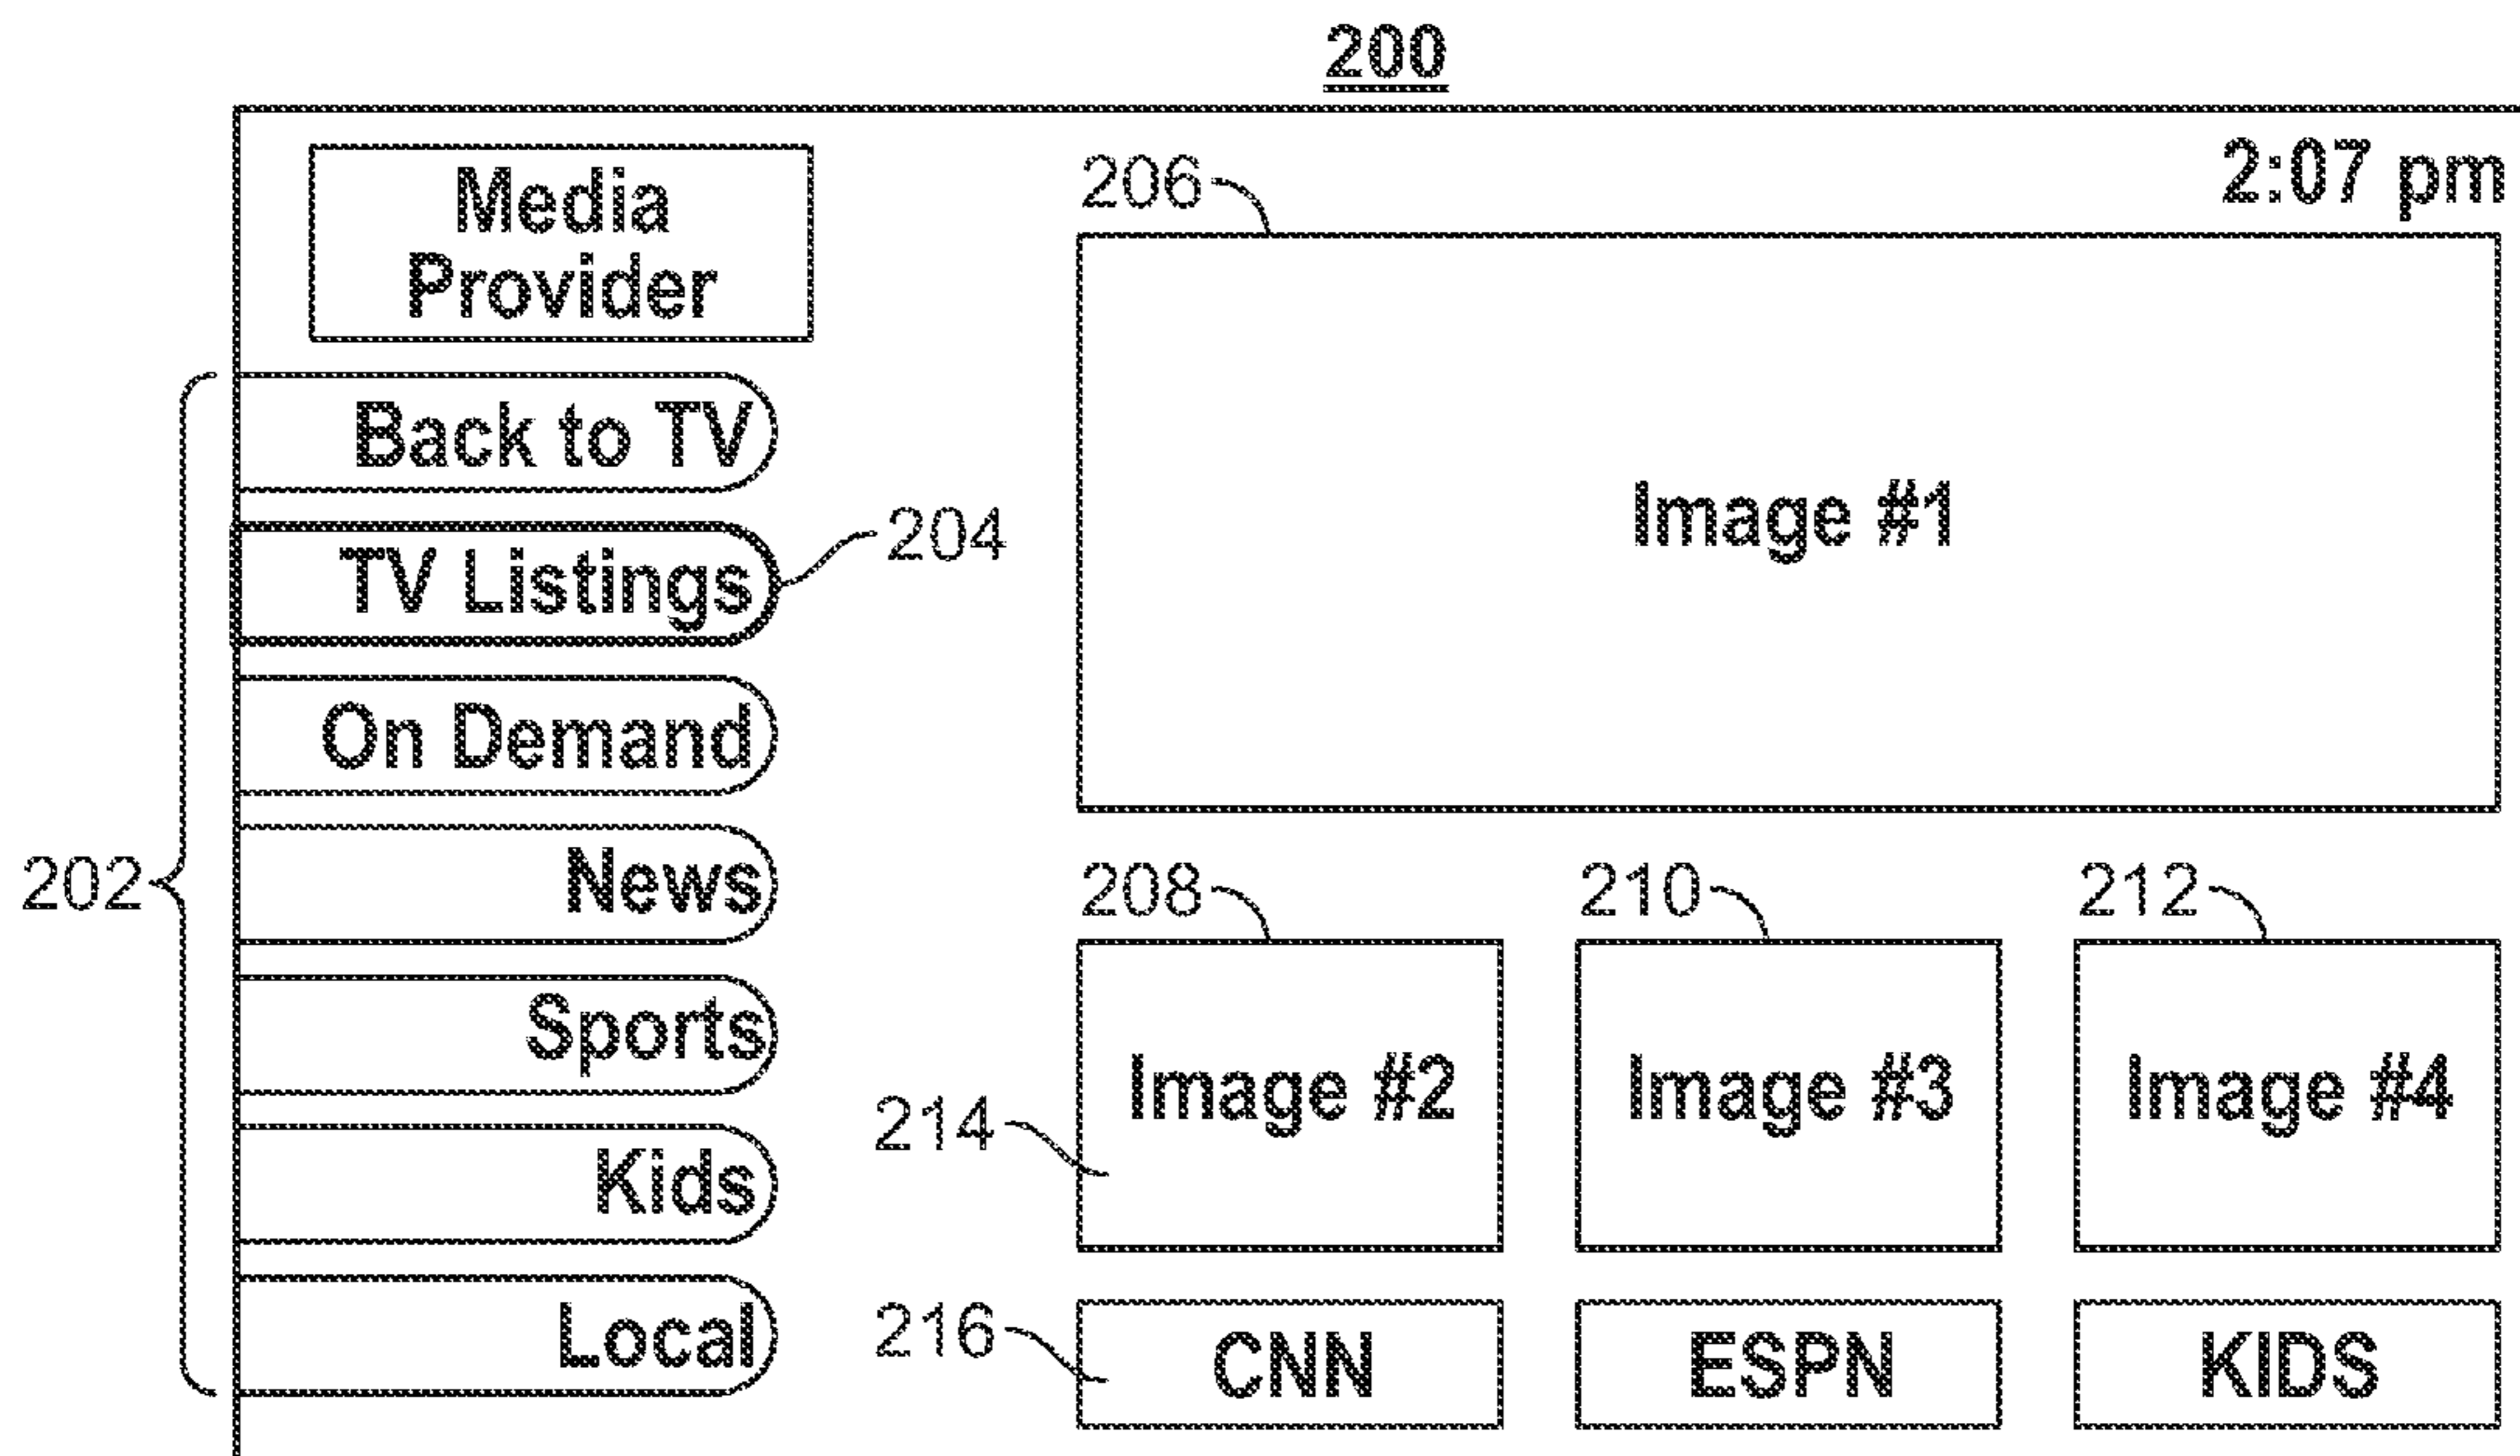 200
2:07 pm
Media
Provider
206
Back to TV
Image #1
TV Listings
204
On Demand
202
News
208
210
212
Sports
Image #2
Image #3
Image #4
214
Kids
Local
216
CNN
ESPN
KIDS